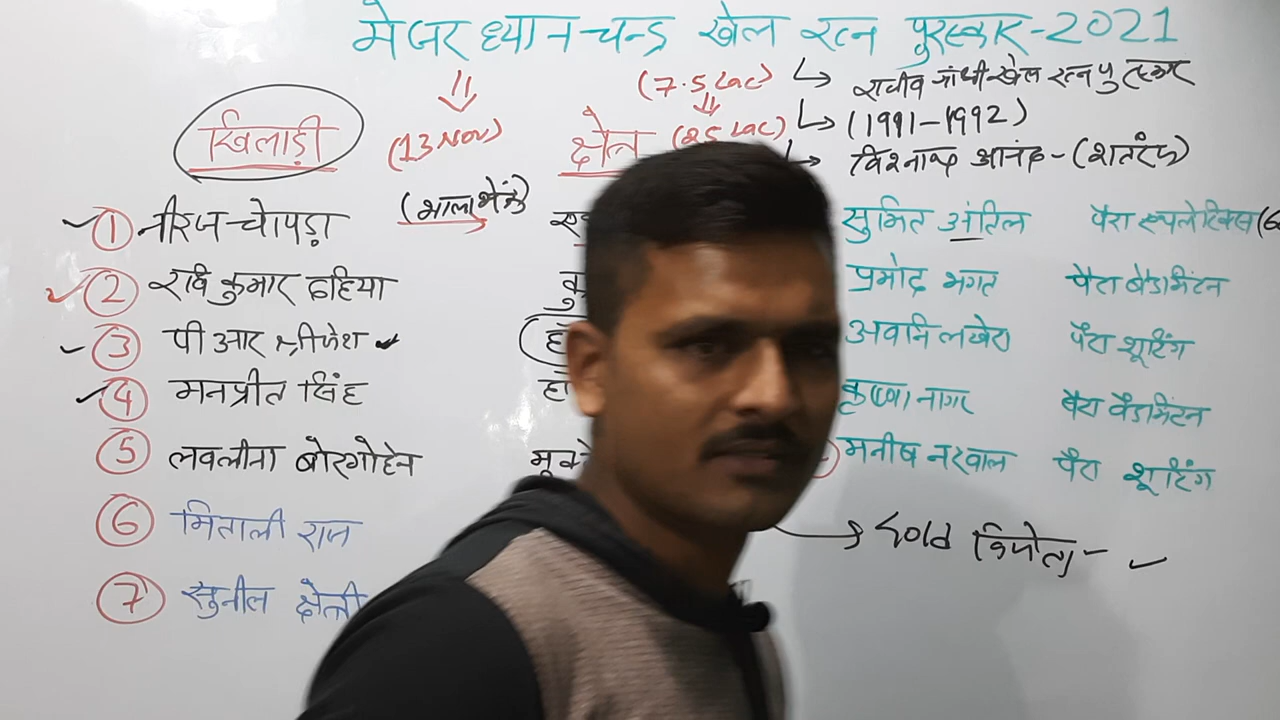 मेजर ध्यान-चन्द्र खेल रत्न पुरस्कार-2021
(7.5 Lac) राजीव गांधी खेल रत्न पुरस्कार
खिलाड़ी (13 Nov) क्षेत्र (25 Lac) (1991-1992)
विश्वनाथ आनंद-(शतरंज)
① नीरज-चोपड़ा (भाला फेंक) सुमित अंतिल पैरा एथलेटिक्स
② रवि कुमार दहिया प्रमोद भगत पैरा बैडमिंटन
③ पी आर श्रीजेश अवनि लखेरा पैरा शूटिंग
④ मनप्रीत सिंह कृष्णा नागर पैरा बैडमिंटन
⑤ लवलीना बोरगोहेन मनीष नरवाल पैरा शूटिंग
⑥ मिताली राज Gold विजेता-
⑦ सुनील क्षेत्री